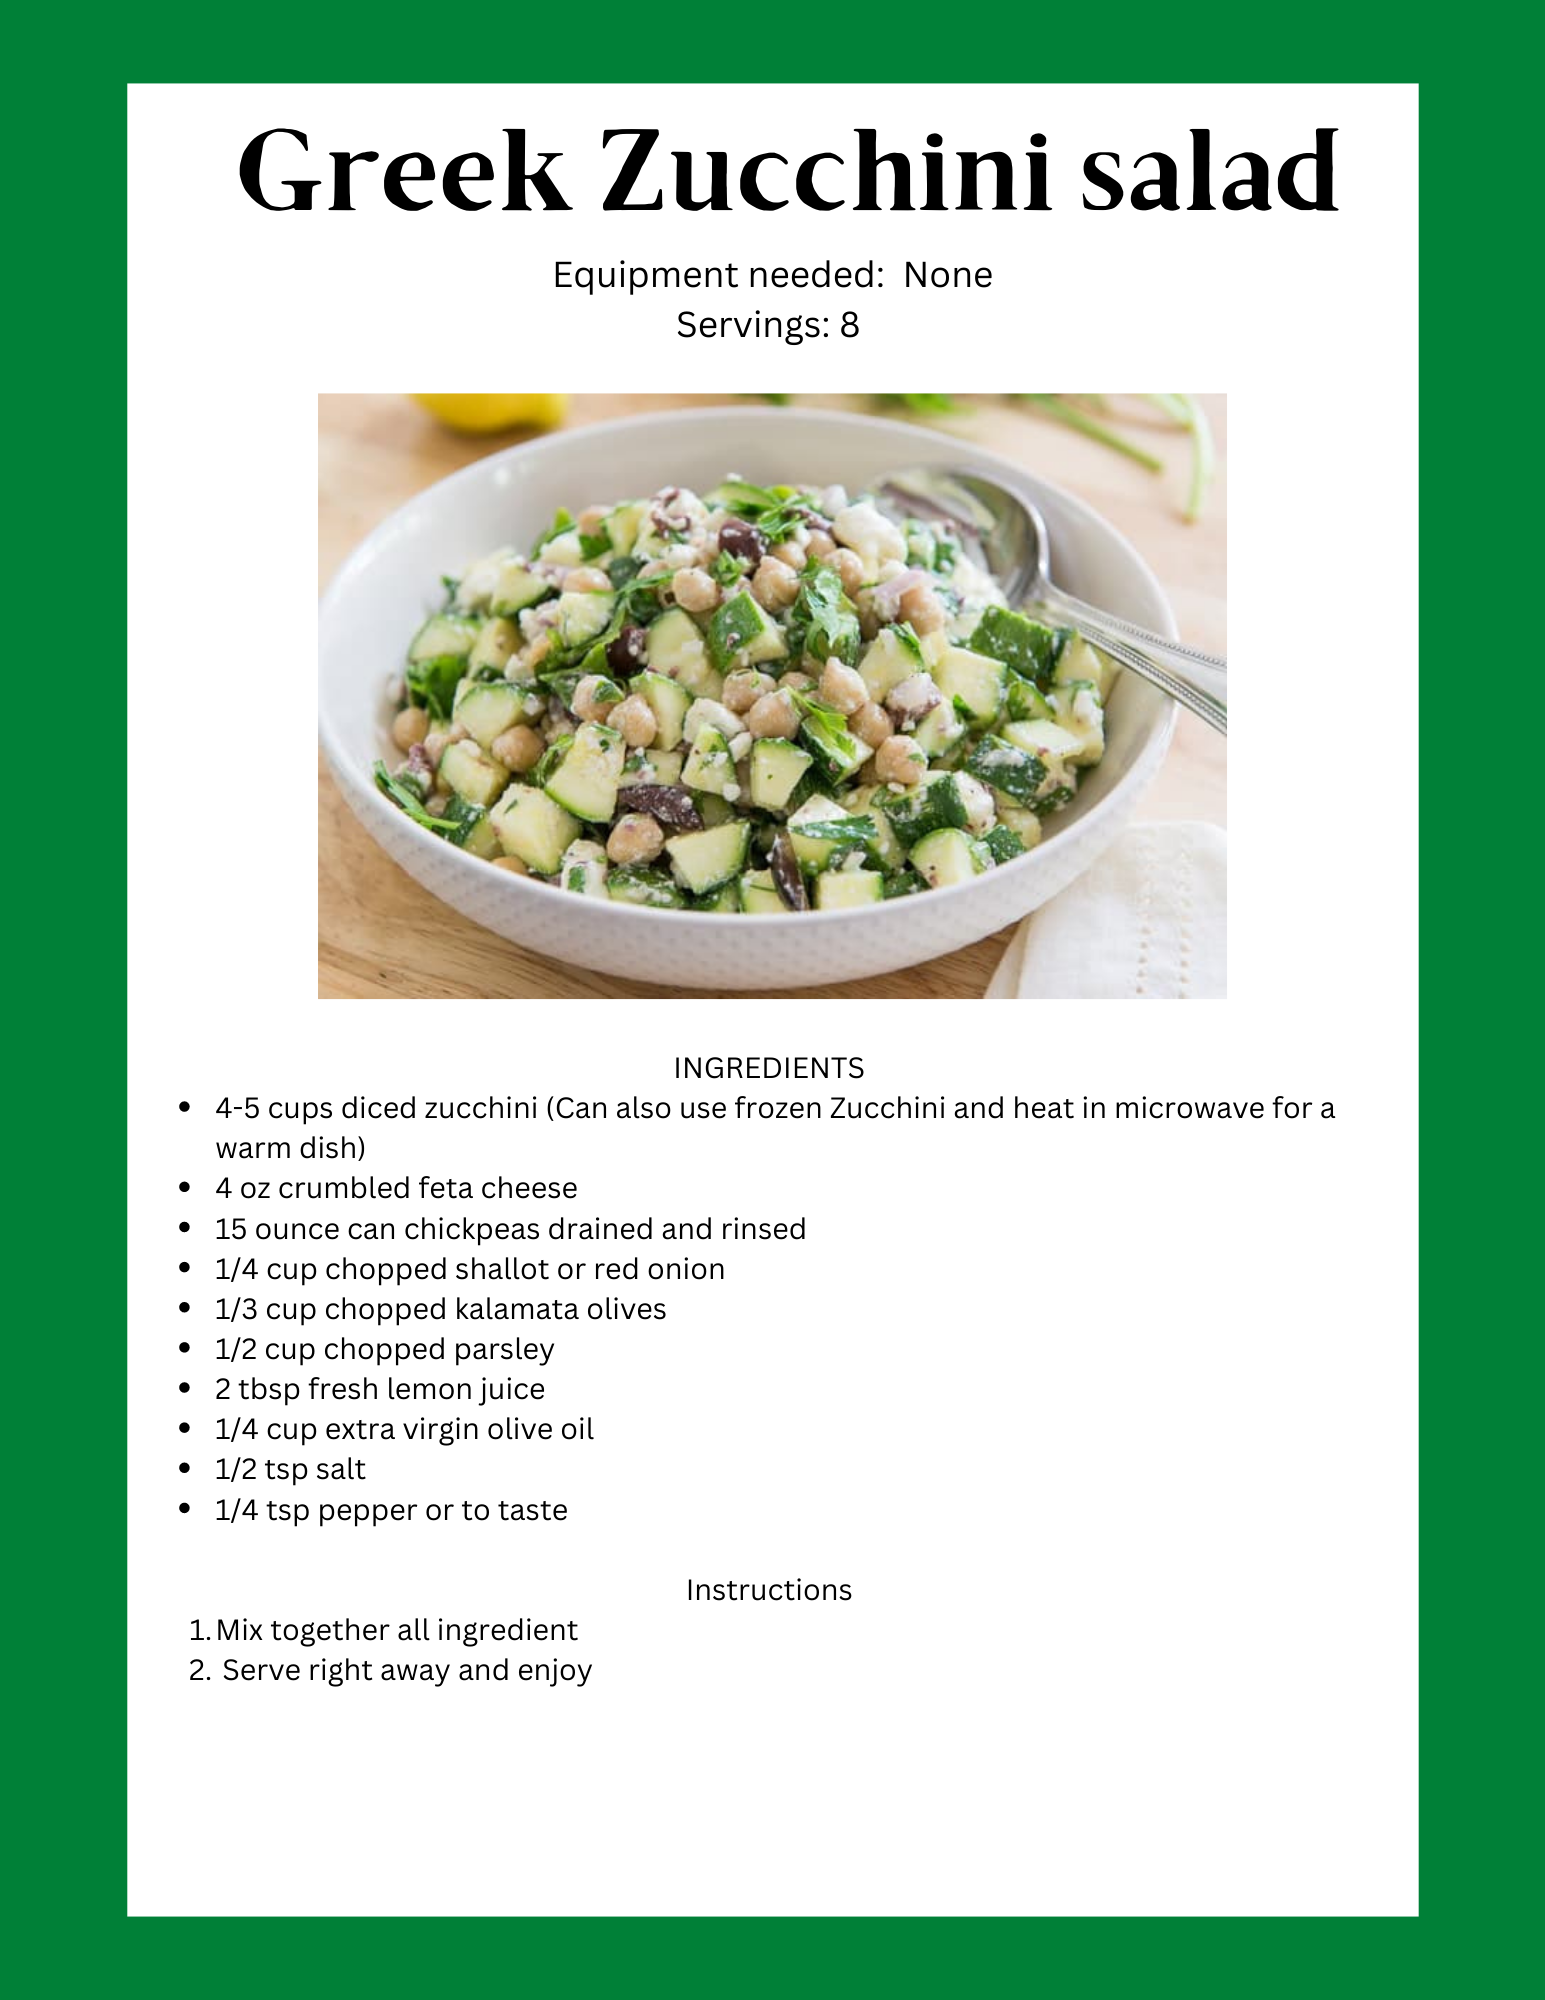 Greek Zucchini salad
Equipment needed:  None
Servings: 8
INGREDIENTS
• 4-5 cups diced zucchini (Can also use frozen Zucchini and heat in microwave for a
warm dish)
• 4 oz crumbled feta cheese
• 15 ounce can chickpeas drained and rinsed
• 1/4 cup chopped shallot or red onion
• 1/3 cup chopped kalamata olives
• 1/2 cup chopped parsley
• 2 tbsp fresh lemon juice
• 1/4 cup extra virgin olive oil
• 1/2 tsp salt
• 1/4 tsp pepper or to taste
Instructions
1. Mix together all ingredient
2. Serve right away and enjoy